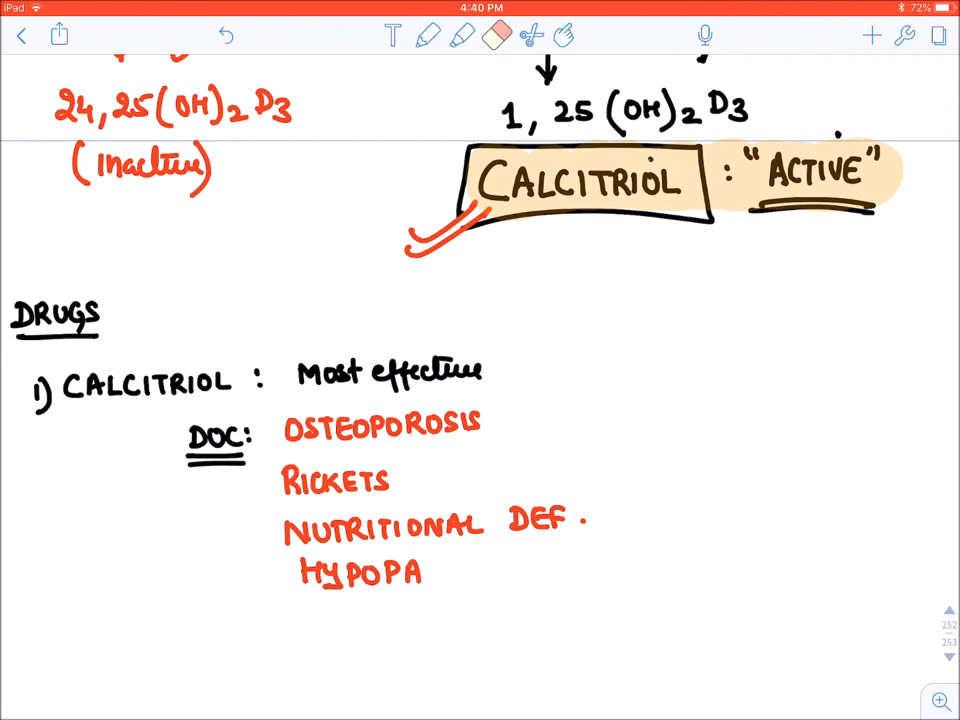 iPad 4:40 PM 72%
T
24,25(OH)2 D3
1, 25 (OH)2 D3
(Inactive)
CALCITRIOL : "ACTIVE"
DRUGS
1) CALCITRIOL : Most effective
DOC: OSTEOPOROSIS
RICKETS
NUTRITIONAL DEF.
HYPOPA
252
253